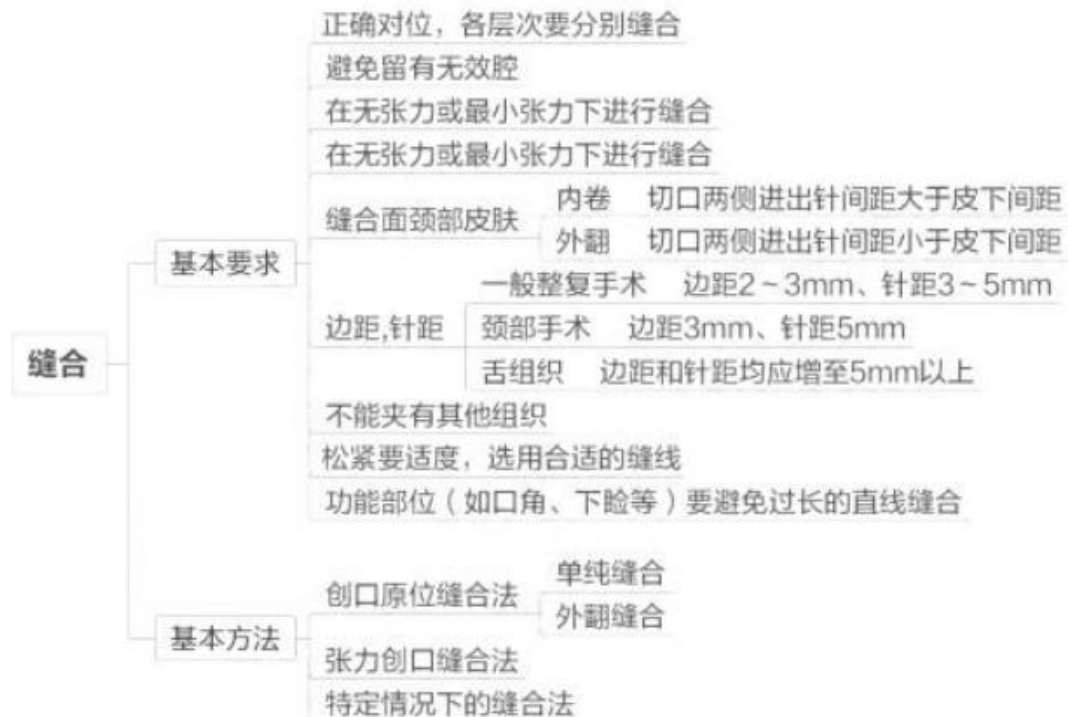 正确对位，各层次要分别缝合
避免留有无效腔
在无张力或最小张力下进行缝合
在无张力或最小张力下进行缝合
缝合面颈部皮肤
内卷 切口两侧进出针间距大于皮下间距
外翻 切口两侧进出针间距小于皮下间距
基本要求
一般整复手术 边距2~3mm、针距3~5mm
边距,针距
颈部手术 边距3mm、针距5mm
缝合
舌组织 边距和针距均应增至5mm以上
不能夹有其他组织
松紧要适度，选用合适的缝线
功能部位（如口角、下睑等）要避免过长的直线缝合
创口原位缝合法
单纯缝合
外翻缝合
基本方法
张力创口缝合法
特定情况下的缝合法